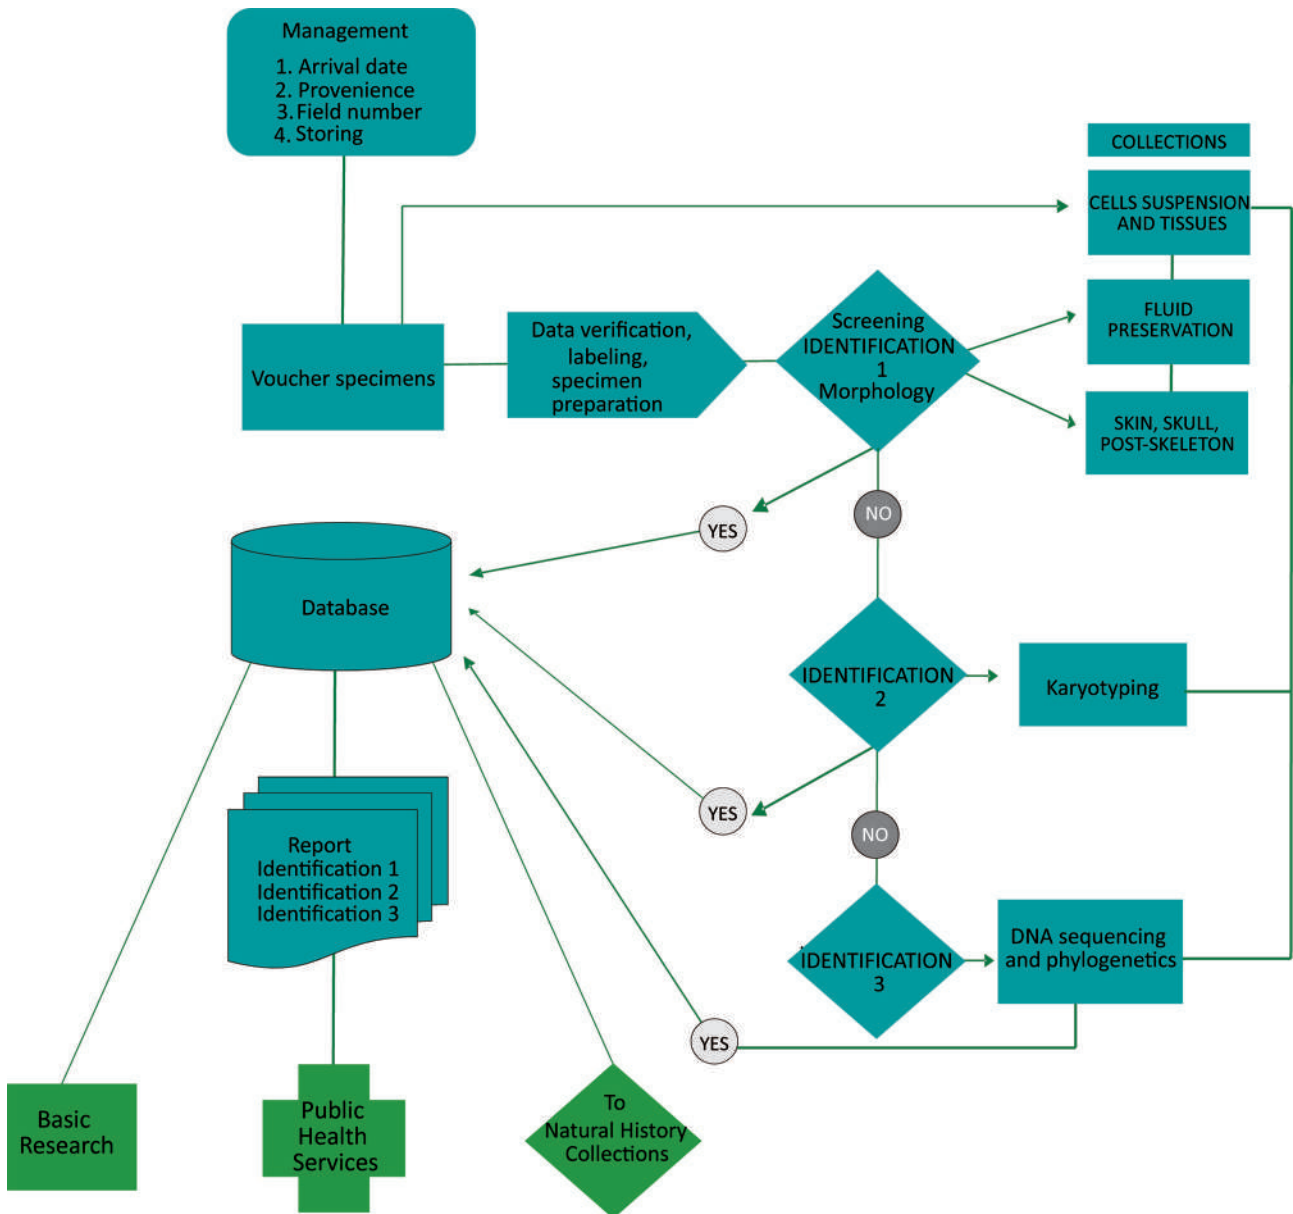 Management
1. Arrival date
2. Provenience
3. Field number
4. Storing
COLLECTIONS
CELLS SUSPENSION
AND TISSUES
FLUID
PRESERVATION
SKIN, SKULL,
POST-SKELETON
Voucher specimens
Data verification,
labeling,
specimen
preparation
Screening
IDENTIFICATION
1
Morphology
YES
NO
Database
IDENTIFICATION
2
Karyotyping
YES
NO
Report
Identification 1
Identification 2
Identification 3
IDENTIFICATION
3
DNA sequencing
and phylogenetics
YES
Basic
Research
Public
Health
Services
To
Natural History
Collections